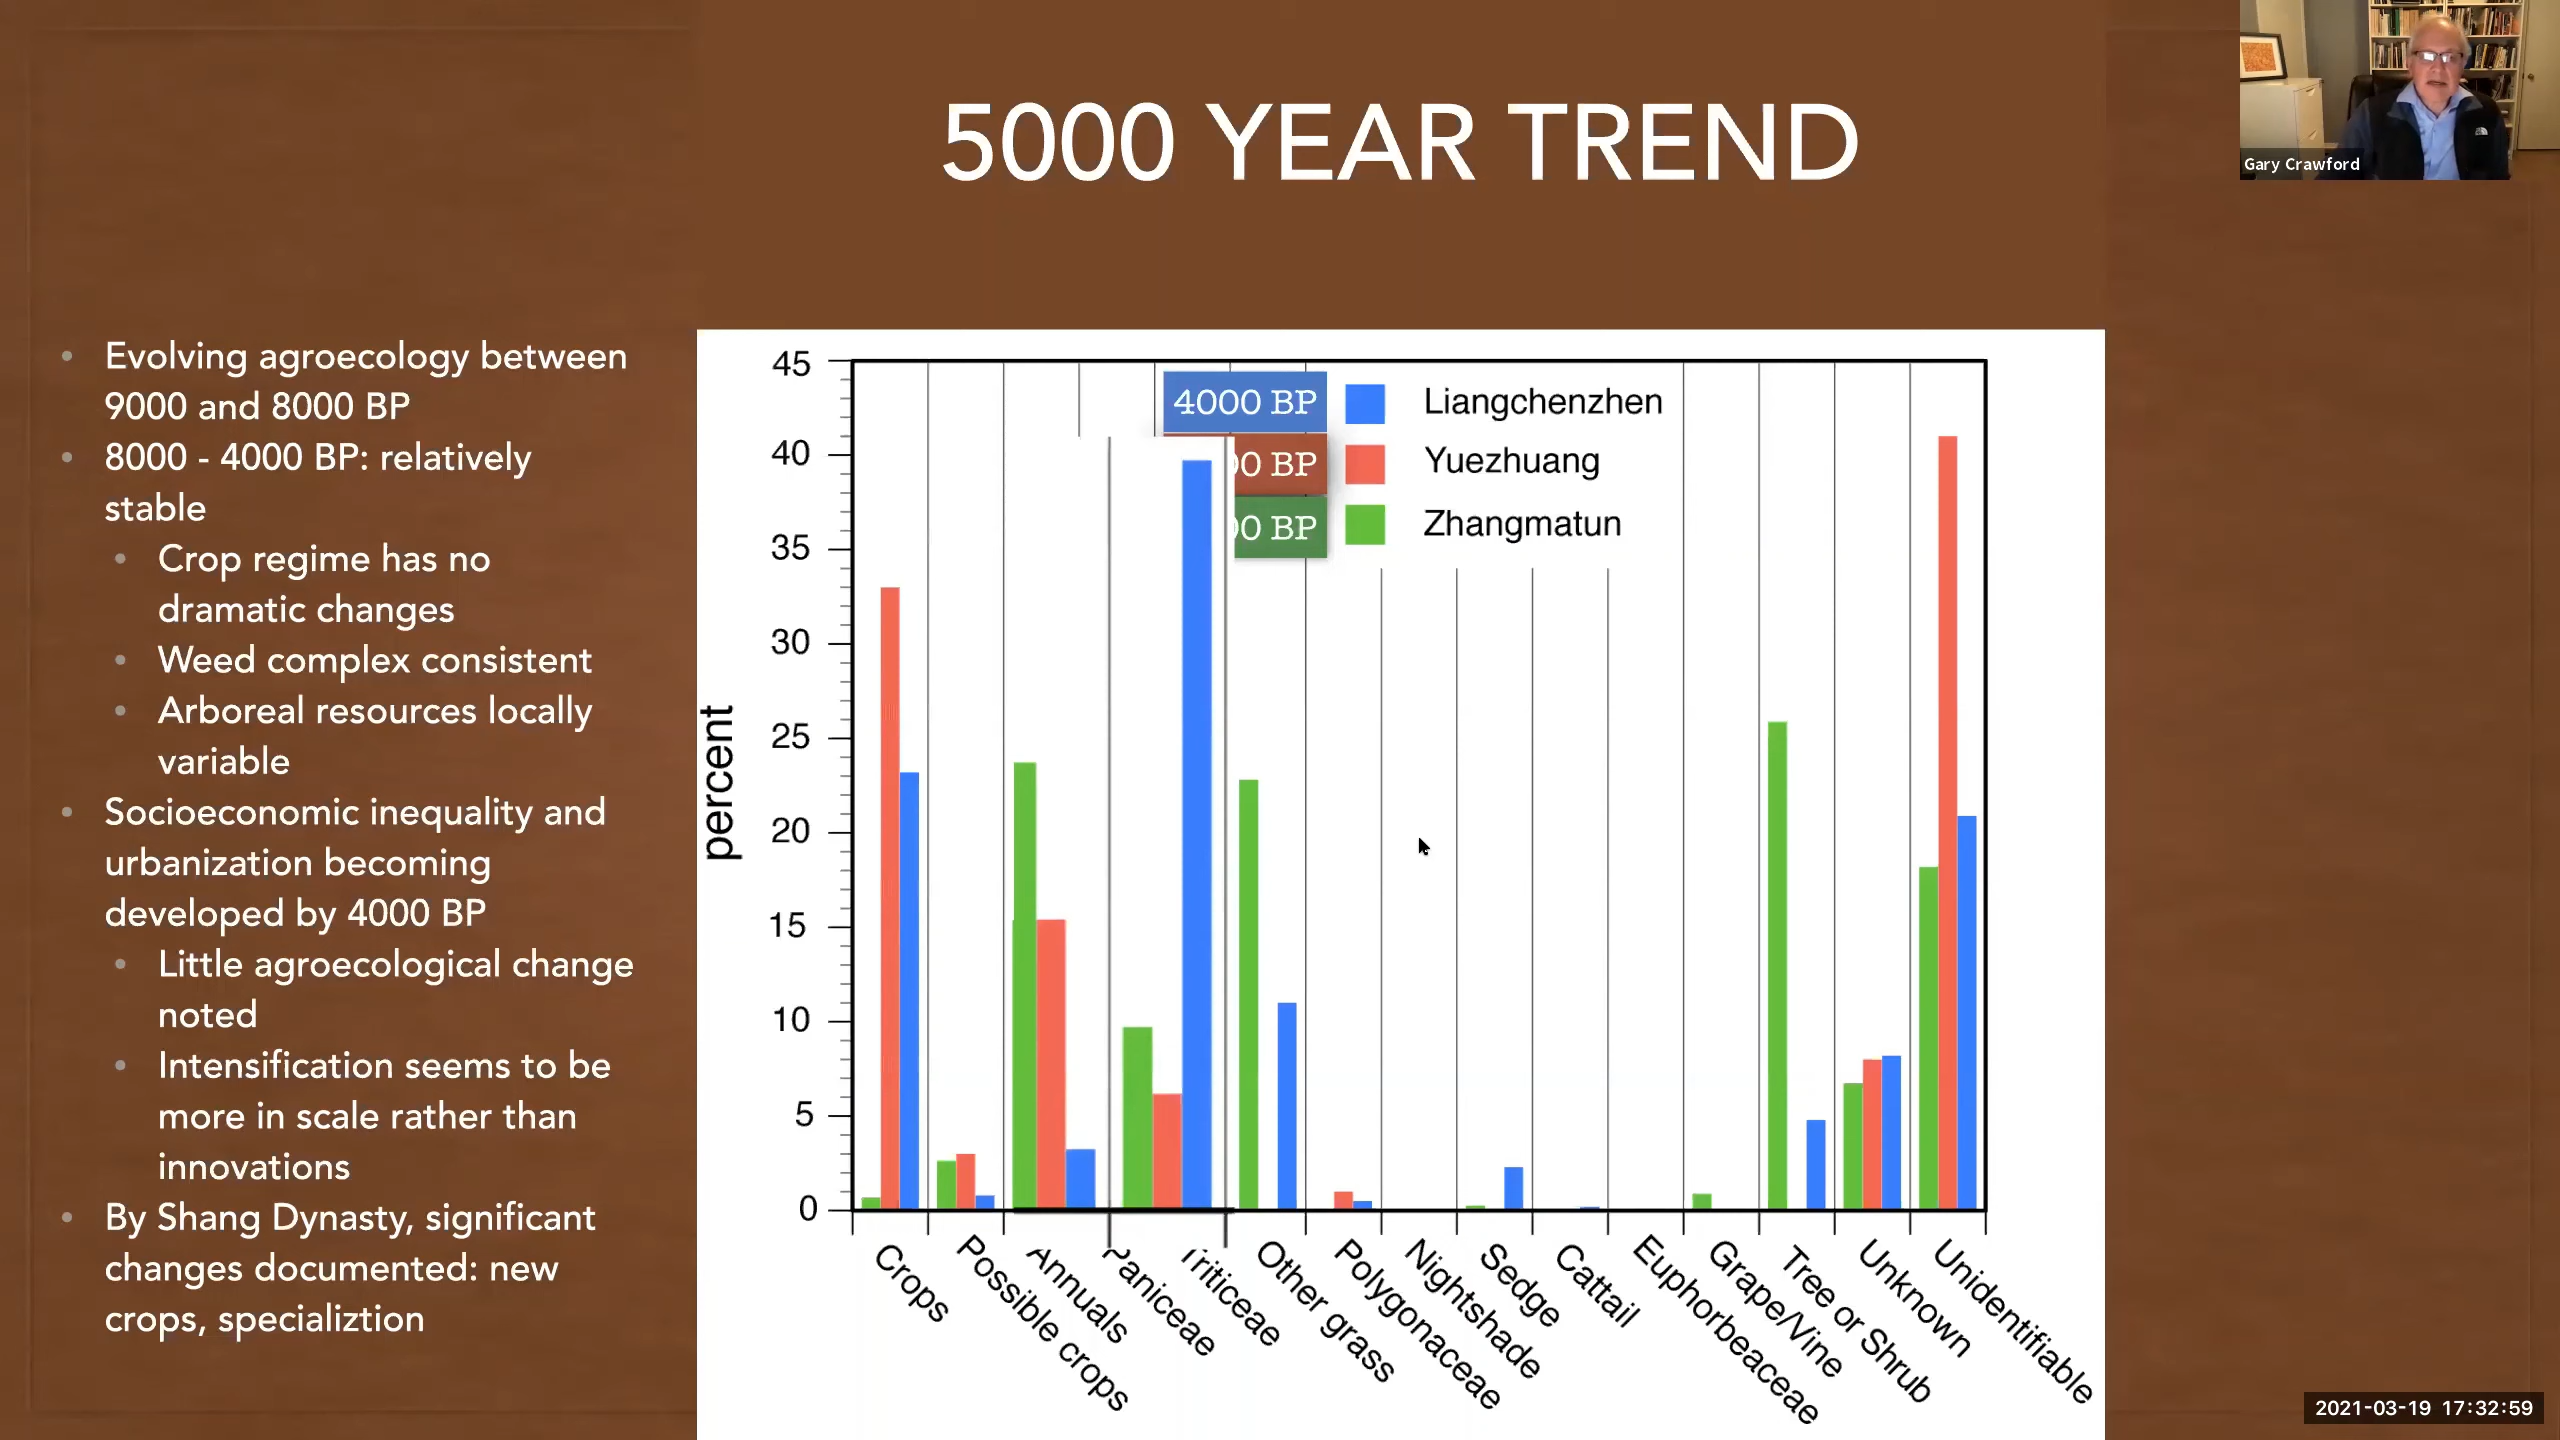 5000 YEAR TREND
Gary Crawford
Evolving agroecology between
9000 and 8000 BP
8000 - 4000 BP: relatively
stable
Crop regime has no
dramatic changes
Weed complex consistent
Arboreal resources locally
variable
Socioeconomic inequality and
urbanization becoming
developed by 4000 BP
Little agroecological change
noted
Intensification seems to be
more in scale rather than
innovations
By Shang Dynasty, significant
changes documented: new
crops, specializtion
percent
45
40
35
30
25
20
15
10
5
0
4000 BP Liangchenzhen
BP Yuezhuang
BP Zhangmatun
Crops
Possible crops
Annuals
Paniceae
Triticeae
Other grass
Polygonaceae
Nightshade
Sedge
Cattail
Euphorbeaceae
Grape/Vine
Tree or Shrub
Unknown
Unidentifiable
2021-03-19 17:32:59